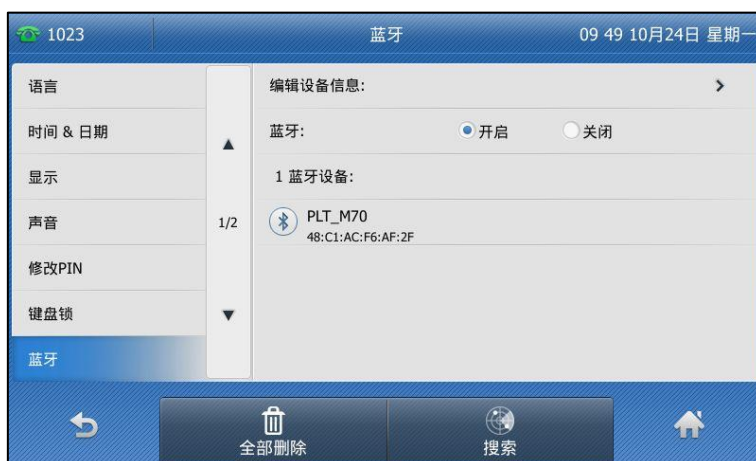 1023 蓝牙 09 49 10月24日 星期一
语言
时间 & 日期
显示
声音
修改PIN
键盘锁
蓝牙
1/2
编辑设备信息:
蓝牙: 开启 关闭
1 蓝牙设备:
PLT_M70
48:C1:AC:F6:AF:2F
全部删除 搜索